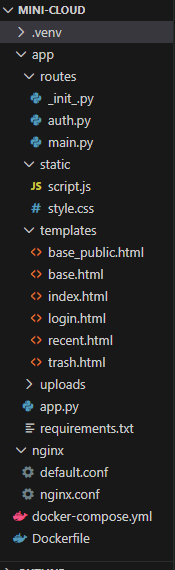 MINI-CLOUD
.venv
app
routes
_init_.py
auth.py
main.py
static
JS script.js
# style.css
templates
<> base_public.html
<> base.html
<> index.html
<> login.html
<> recent.html
<> trash.html
uploads
app.py
requirements.txt
nginx
default.conf
nginx.conf
docker-compose.yml
Dockerfile